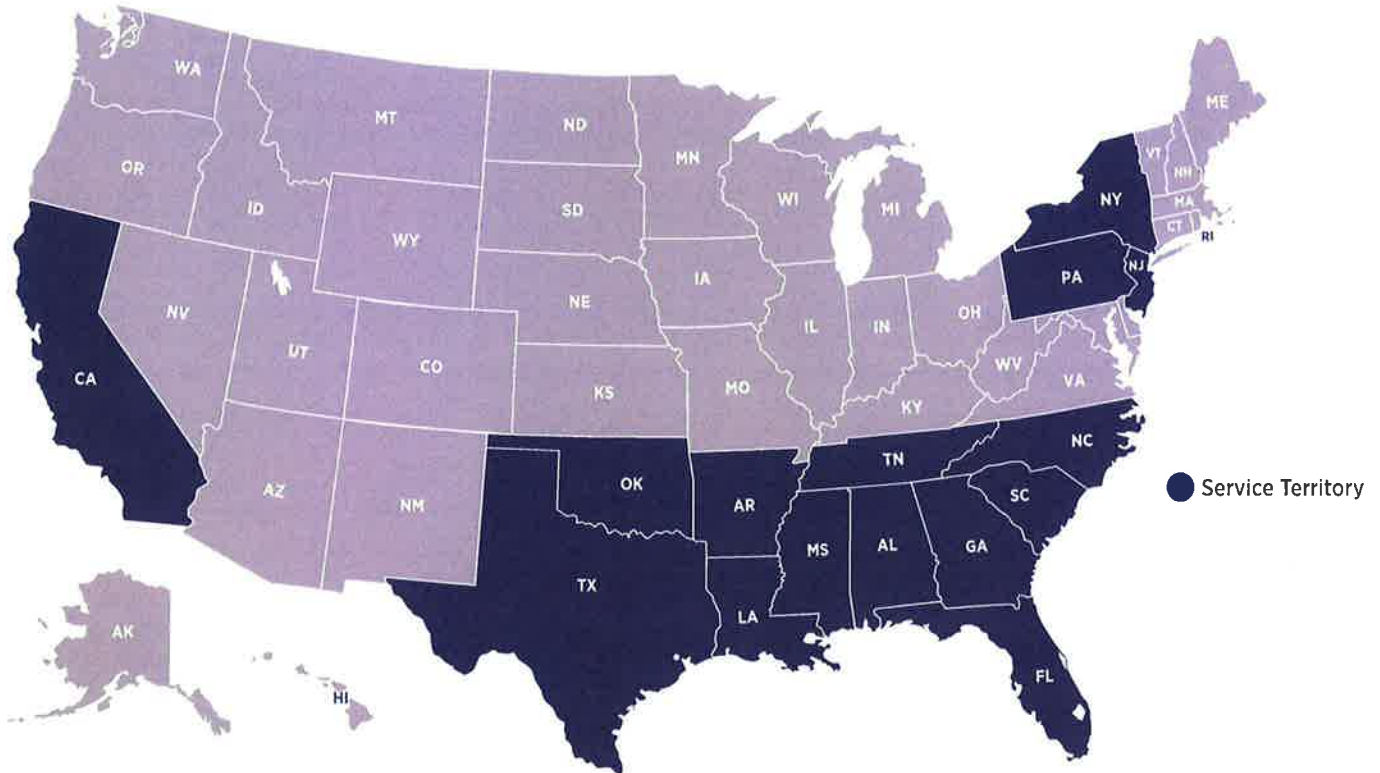 WA
MT
ND
MN
ME
VT
NH
OR
ID
SD
WI
MI
NY
MA
CT
RI
WY
IA
PA
NJ
NV
NE
IL
IN
OH
UT
CO
WV
VA
CA
KS
MO
KY
AZ
NM
OK
AR
TN
NC
SC
Service Territory
MS
AL
GA
TX
LA
AK
HI
FL